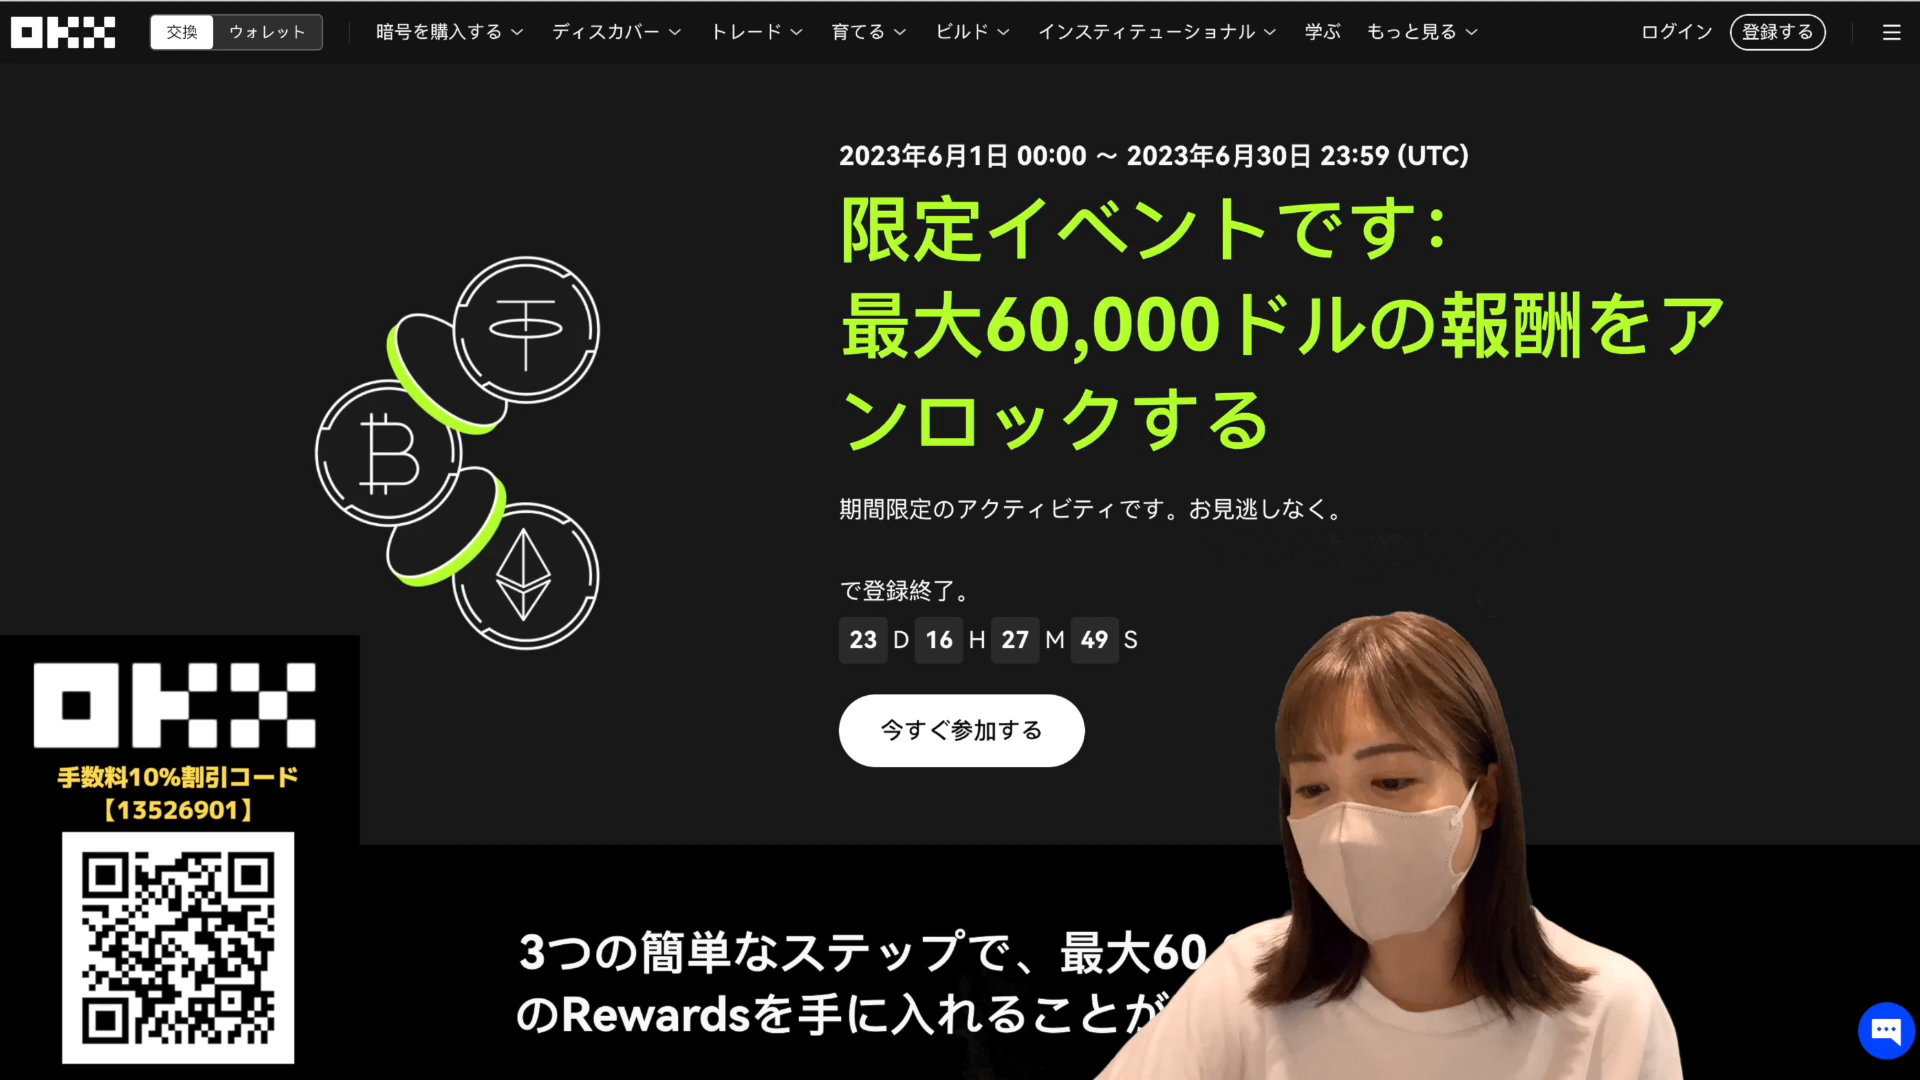 OKX
交換 ウォレット 暗号を購入する ディスカバー トレード 育てる ビルド インスティテューショナル 学ぶ もっと見る ログイン 登録する
2023年6月1日 00:00 ～ 2023年6月30日 23:59 (UTC)
限定イベントです：
最大60,000ドルの報酬をア
ンロックする
期間限定のアクティビティです。お見逃しなく。
で登録終了。
23 D 16 H 27 M 49 S
今すぐ参加する
OKX
手数料10%割引コード
【13526901】
3つの簡単なステップで、最大60
のRewardsを手に入れることが